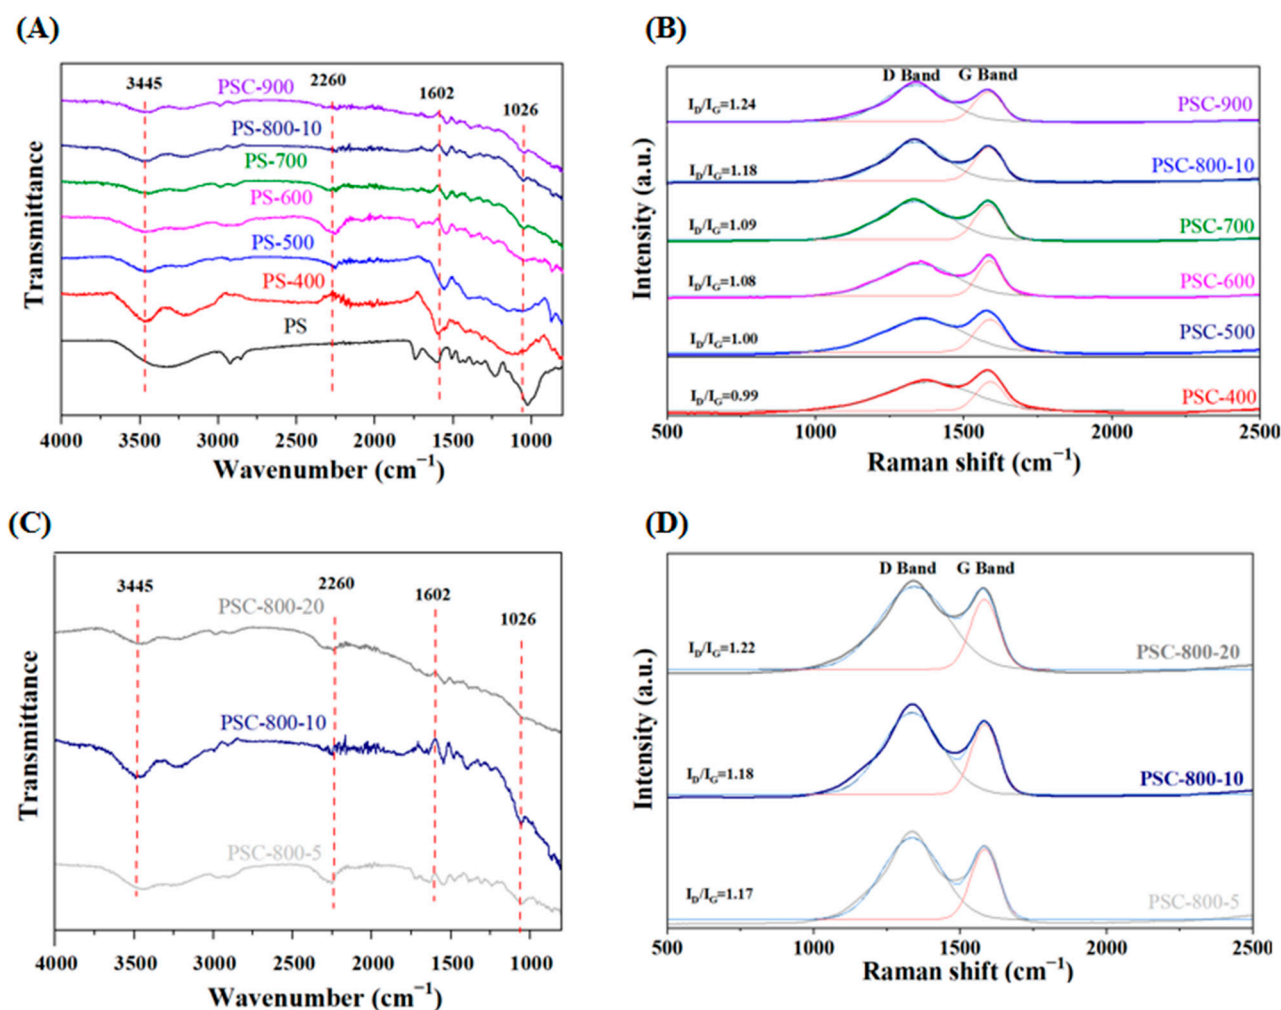 (A)
3445
2260
1602
1026
PSC-900
PS-800-10
PS-700
PS-600
PS-500
PS-400
PS
Transmittance
4000 3500 3000 2500 2000 1500 1000
Wavenumber (cm⁻¹)
(B)
D Band G Band
I_D/I_G=1.24 PSC-900
I_D/I_G=1.18 PSC-800-10
I_D/I_G=1.09 PSC-700
I_D/I_G=1.08 PSC-600
I_D/I_G=1.00 PSC-500
I_D/I_G=0.99 PSC-400
Intensity (a.u.)
500 1000 1500 2000 2500
Raman shift (cm⁻¹)
(C)
3445
2260
1602
1026
PSC-800-20
PSC-800-10
PSC-800-5
Transmittance
4000 3500 3000 2500 2000 1500 1000
Wavenumber (cm⁻¹)
(D)
D Band G Band
I_D/I_G=1.22 PSC-800-20
I_D/I_G=1.18 PSC-800-10
I_D/I_G=1.17 PSC-800-5
Intensity (a.u.)
500 1000 1500 2000 2500
Raman shift (cm⁻¹)